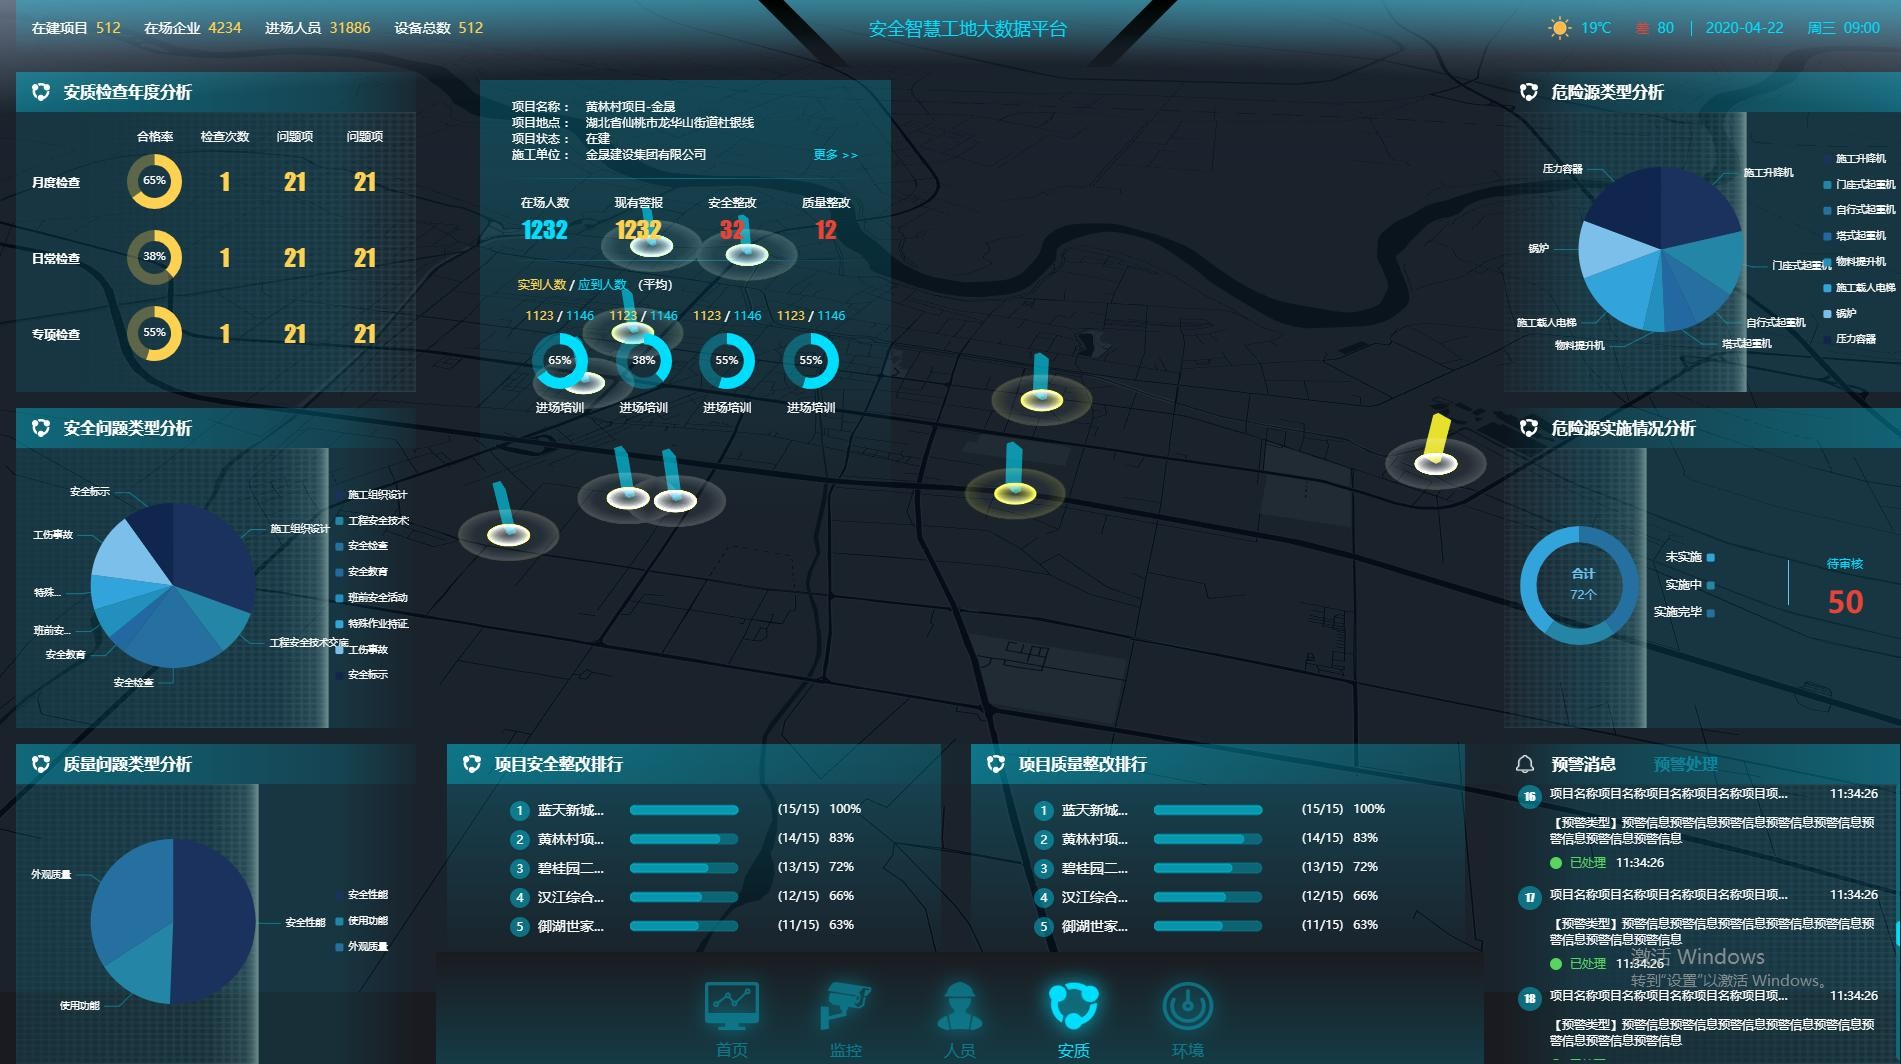 在建项目 512 在场企业 4234 进场人员 31886 设备总数 512
安全智慧工地大数据平台
19℃ 差 80 | 2020-04-22 周三 09:00
安质检查年度分析
合格率 检查次数 问题项 问题项
月度检查 65% 1 21 21
日常检查 38% 1 21 21
专项检查 55% 1 21 21
安全问题类型分析
安全标示
施工组织设计
工伤事故
特殊...
班前安...
工程安全技术交底
安全教育
安全检查
施工组织设计
工程安全技术
安全检查
安全教育
班前安全活动
特殊作业持证
工伤事故
安全标示
质量问题类型分析
外观质量
安全性能
使用功能
安全性能
使用功能
外观质量
项目名称： 黄林村项目-金晟
项目地点： 湖北省仙桃市龙华山街道杜银线
项目状态： 在建
施工单位： 金晟建设集团有限公司
更多 >>
在场人数 现有警报 安全整改 质量整改
1232 1232 32 12
实到人数 / 应到人数 (平均)
1123 / 1146 1123 / 1146 1123 / 1146 1123 / 1146
65% 38% 55% 55%
进场培训 进场培训 进场培训 进场培训
项目安全整改排行
1 蓝天新城... (15/15) 100%
2 黄林村项... (14/15) 83%
3 碧桂园二... (13/15) 72%
4 汉江综合... (12/15) 66%
5 御湖世家... (11/15) 63%
项目质量整改排行
1 蓝天新城... (15/15) 100%
2 黄林村项... (14/15) 83%
3 碧桂园二... (13/15) 72%
4 汉江综合... (12/15) 66%
5 御湖世家... (11/15) 63%
首页 监控 人员 安质 环境
危险源类型分析
压力容器
施工升降机
锅炉
门座式起重机
施工载人电梯
自行式起重机
物料提升机
塔式起重机
施工升降机
门座式起重机
自行式起重机
塔式起重机
物料提升机
施工载人电梯
锅炉
压力容器
危险源实施情况分析
合计
72个
未实施
实施中
实施完毕
待审核
50
预警消息 预警处理
16 项目名称项目名称项目名称项目名称项目项... 11:34:26
【预警类型】预警信息预警信息预警信息预警信息预警信息预
警信息预警信息预警信息
已处理 11:34:26
17 项目名称项目名称项目名称项目名称项目项... 11:34:26
【预警类型】预警信息预警信息预警信息预警信息预警信息预
警信息预警信息预警信息
已处理 11:34:26
激活 Windows
转到“设置”以激活 Windows。
18 项目名称项目名称项目名称项目名称项目项... 11:34:26
【预警类型】预警信息预警信息预警信息预警信息预警信息预
警信息预警信息预警信息